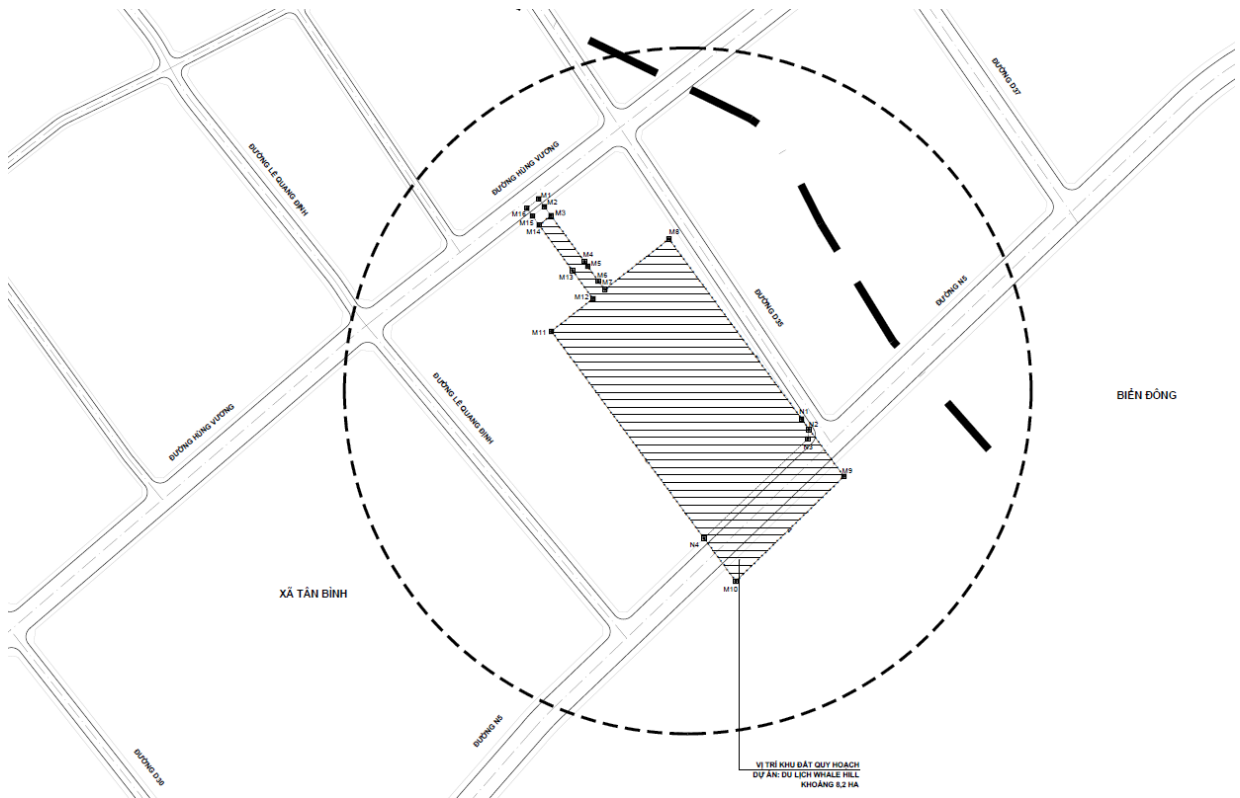 ĐƯỜNG D37
ĐƯỜNG LÊ QUANG ĐỊNH
ĐƯỜNG HÙNG VƯƠNG
M1
M2
M16
M3
M15
M14
M8
M4
M5
M13
M6
M7
M12
ĐƯỜNG D35
ĐƯỜNG N5
M11
ĐƯỜNG LÊ QUANG ĐỊNH
BIỂN ĐÔNG
ĐƯỜNG HÙNG VƯƠNG
N1
N2
N3
M9
N4
M10
XÃ TÂN BÌNH
ĐƯỜNG N5
ĐƯỜNG D30
VỊ TRÍ KHU ĐẤT QUY HOẠCH
DỰ ÁN: DU LỊCH WHALE HILL
KHOẢNG 8,2 HA